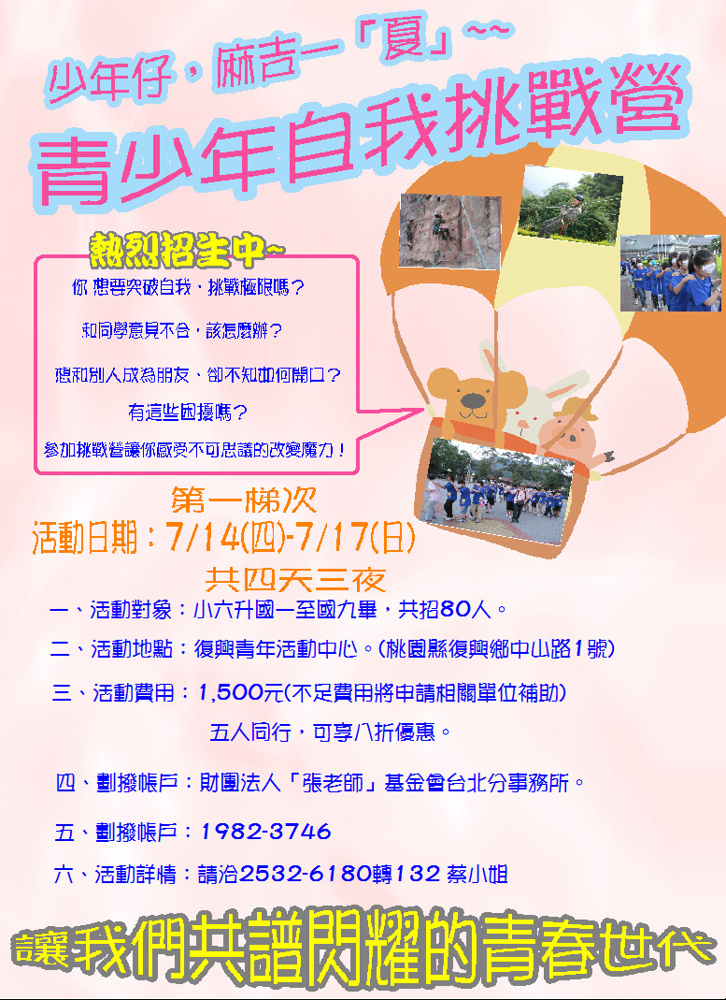 少年仔，麻吉一「夏」~~
青少年自我挑戰營
熱烈招生中~
你 想要突破自我、挑戰極限嗎？
和同學意見不合，該怎麼辦？
想和別人成為朋友、卻不知如何開口？
有這些困擾嗎？
參加挑戰營讓你感受不可思議的改變魔力！
第一梯次
活動日期：7/14(四)-7/17(日)
共四天三夜
一、活動對象：小六升國一至國九畢，共招80人。
二、活動地點：復興青年活動中心。(桃園縣復興鄉中山路1號)
三、活動費用：1,500元(不足費用將申請相關單位補助)
五人同行，可享八折優惠。
四、劃撥帳戶：財團法人「張老師」基金會台北分事務所。
五、劃撥帳戶：1982-3746
六、活動詳情：請洽2532-6180轉132 蔡小姐
讓我們共譜閃耀的青春世代